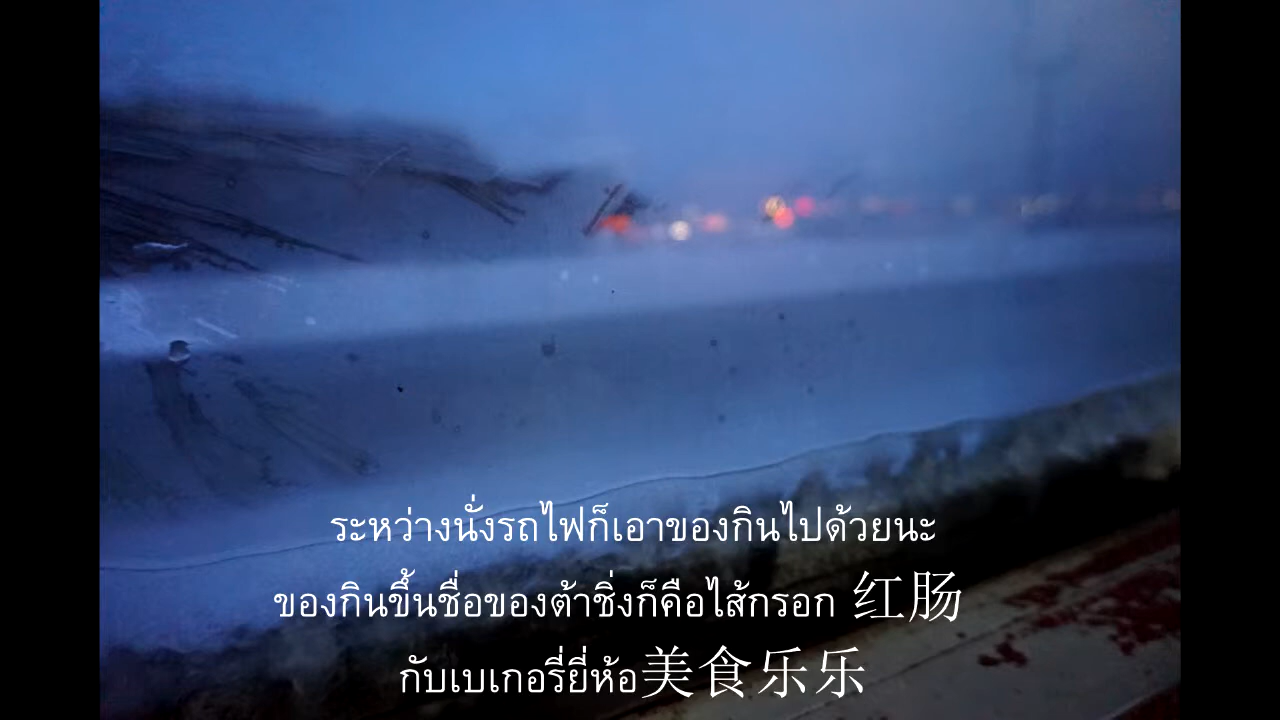 ระหว่างนั่งรถไฟก็เอาของกินไปด้วยนะ
ของกินขึ้นชื่อของต้าชิ่งก็คือไส้กรอก 红肠
กับเบเกอรี่ยี่ห้อ美食乐乐